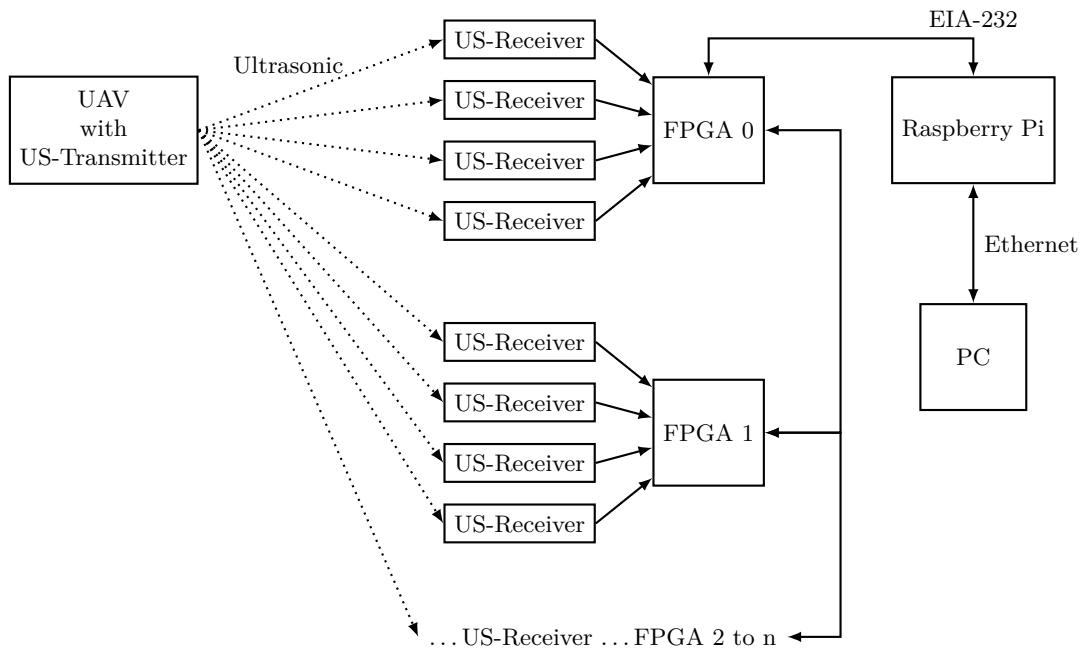 EIA-232
US-Receiver
Ultrasonic
UAV
with
US-Transmitter
US-Receiver
US-Receiver
US-Receiver
FPGA 0
Raspberry Pi
Ethernet
US-Receiver
US-Receiver
US-Receiver
US-Receiver
FPGA 1
PC
...US-Receiver ...FPGA 2 to n